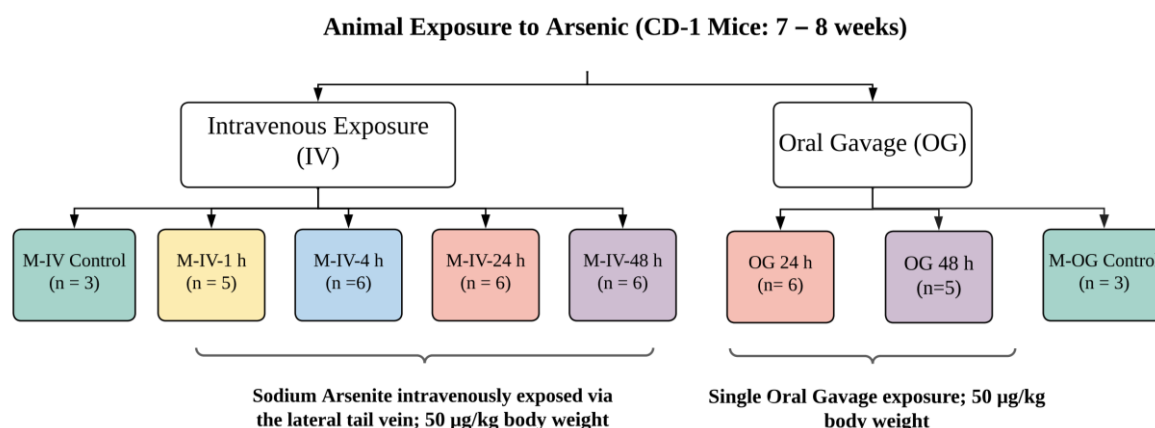 Animal Exposure to Arsenic (CD-1 Mice: 7 – 8 weeks)
Intravenous Exposure
(IV)
Oral Gavage (OG)
M-IV Control
(n = 3)
M-IV-1 h
(n = 5)
M-IV-4 h
(n =6)
M-IV-24 h
(n = 6)
M-IV-48 h
(n = 6)
OG 24 h
(n= 6)
OG 48 h
(n=5)
M-OG Control
(n = 3)
Sodium Arsenite intravenously exposed via
the lateral tail vein; 50 µg/kg body weight
Single Oral Gavage exposure; 50 µg/kg
body weight